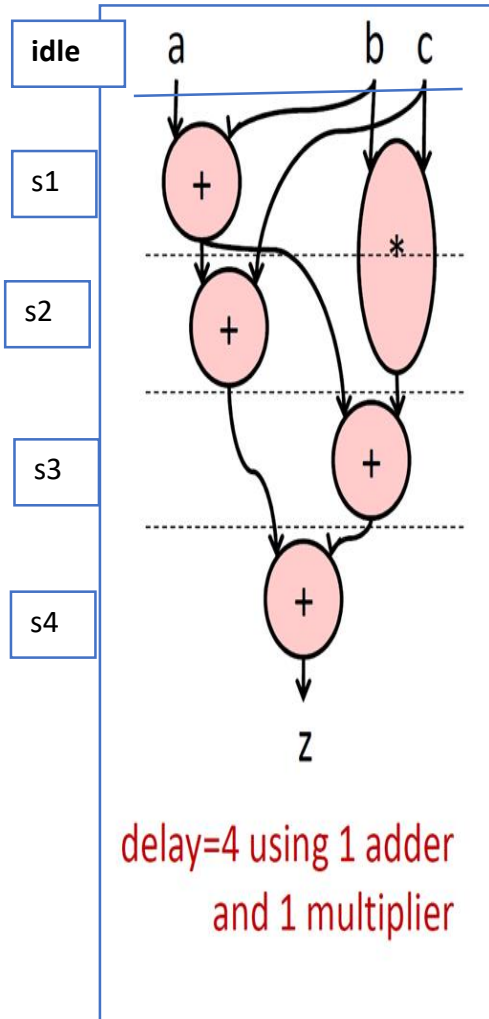 idle
a b c
s1
+
*
s2
+
s3
+
s4
+
z
delay=4 using 1 adder
and 1 multiplier